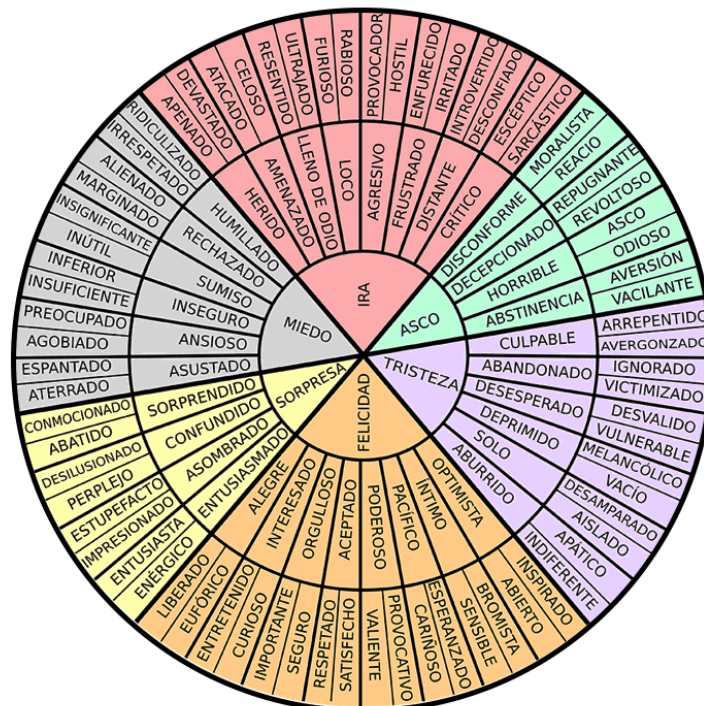 IRA
HERIDO
APENADO
DEVASTADO
AMENAZADO
ATACADO
CELOSO
LLENO DE ODIO
RESENTIDO
ULTRAJADO
LOCO
FURIOSO
RABIOSO
AGRESIVO
PROVOCADOR
HOSTIL
FRUSTRADO
ENFURECIDO
IRRITADO
DISTANTE
INTROVERTIDO
DESCONFIADO
CRÍTICO
ESCÉPTICO
SARCÁSTICO
ASCO
DISCONFORME
MORALISTA
REACIO
DECEPCIONADO
REPUGNANTE
REVOLTOSO
HORRIBLE
ASCO
ODIOSO
ABSTINENCIA
AVERSIÓN
VACILANTE
TRISTEZA
CULPABLE
ARREPENTIDO
AVERGONZADO
ABANDONADO
IGNORADO
VICTIMIZADO
DESESPERADO
DESVALIDO
VULNERABLE
DEPRIMIDO
MELANCÓLICO
VACÍO
SOLO
DESAMPARADO
AISLADO
ABURRIDO
APÁTICO
INDIFERENTE
FELICIDAD
OPTIMISTA
INSPIRADO
ABIERTO
ÍNTIMO
BROMISTA
SENSIBLE
PACÍFICO
ESPERANZADO
CARIÑOSO
PODEROSO
PROVOCATIVO
VALIENTE
ACEPTADO
SATISFECHO
RESPETADO
ORGULLOSO
SEGURO
IMPORTANTE
INTERESADO
CURIOSO
ENTRETENIDO
ALEGRE
EUFÓRICO
LIBERADO
SORPRESA
ENTUSIASMADO
ENÉRGICO
ENTUSIASTA
ASOMBRADO
IMPRESIONADO
ESTUPEFACTO
CONFUNDIDO
PERPLEJO
DESILUSIONADO
SORPRENDIDO
ABATIDO
CONMOCIONADO
MIEDO
ASUSTADO
ATERRADO
ESPANTADO
ANSIOSO
AGOBIADO
PREOCUPADO
INSEGURO
INSUFICIENTE
INFERIOR
SUMISO
INÚTIL
INSIGNIFICANTE
RECHAZADO
MARGINADO
ALIENADO
HUMILLADO
IRRESPETADO
RIDICULIZADO